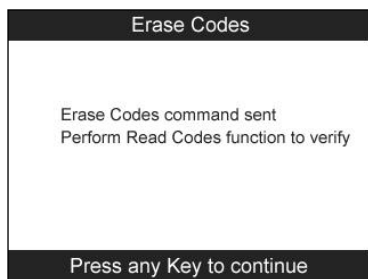 Erase Codes
Erase Codes command sent
Perform Read Codes function to verify
Press any Key to continue